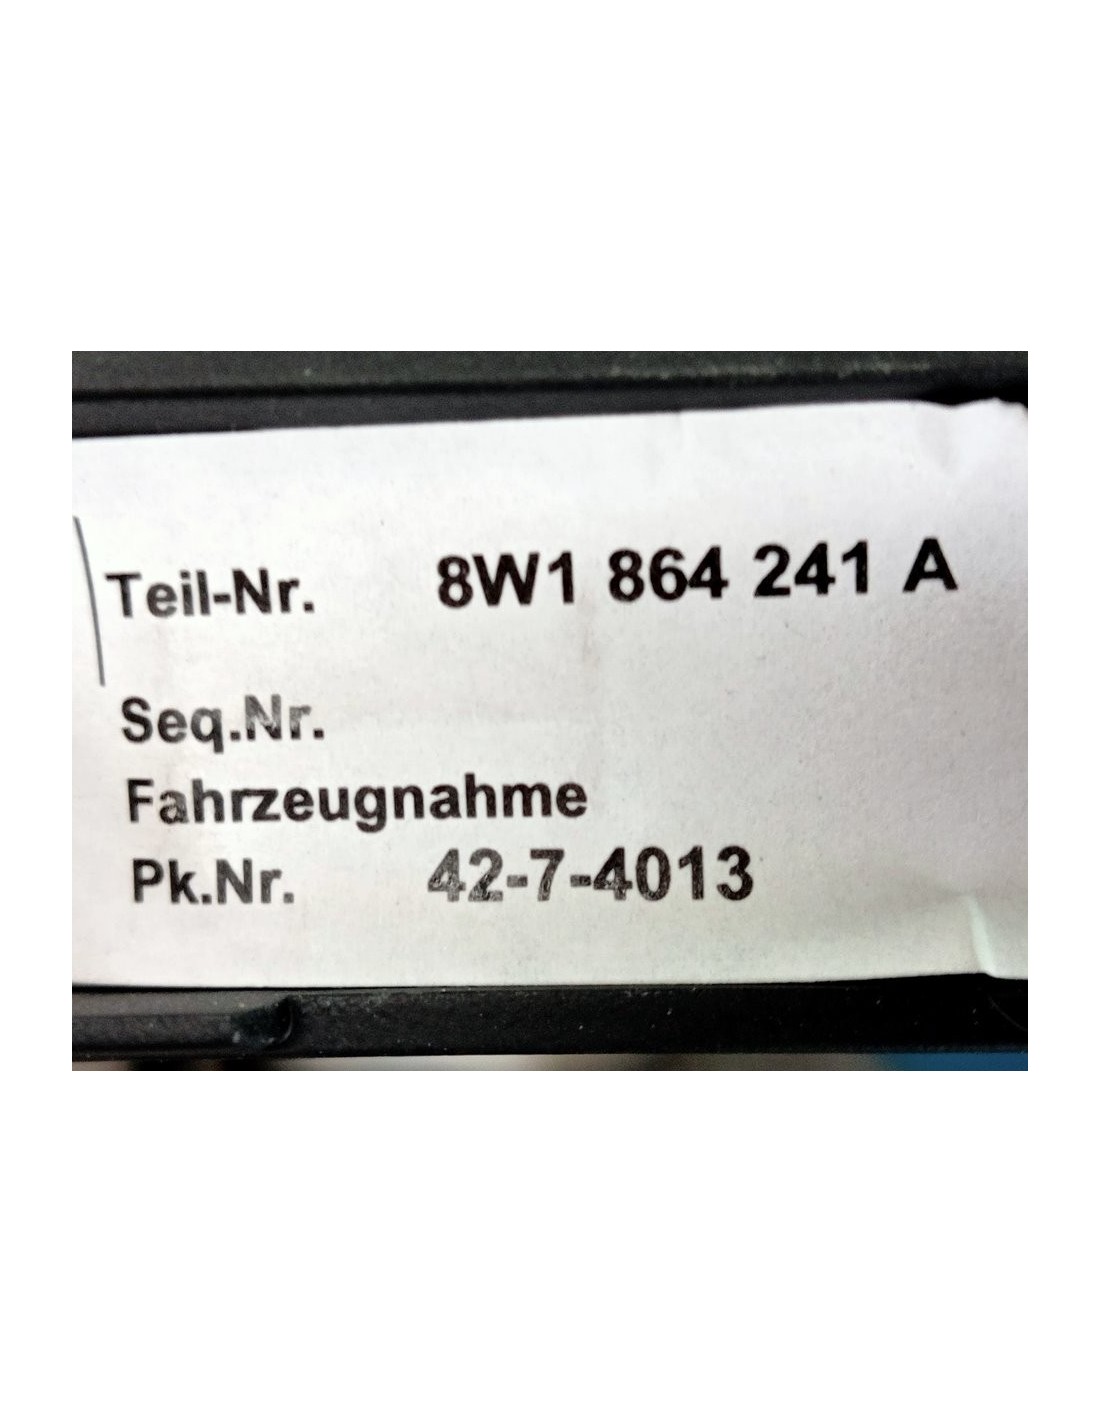 Teil-Nr. 8W1 864 241 A
Seq.Nr.
Fahrzeugnahme
Pk.Nr. 42-7-4013